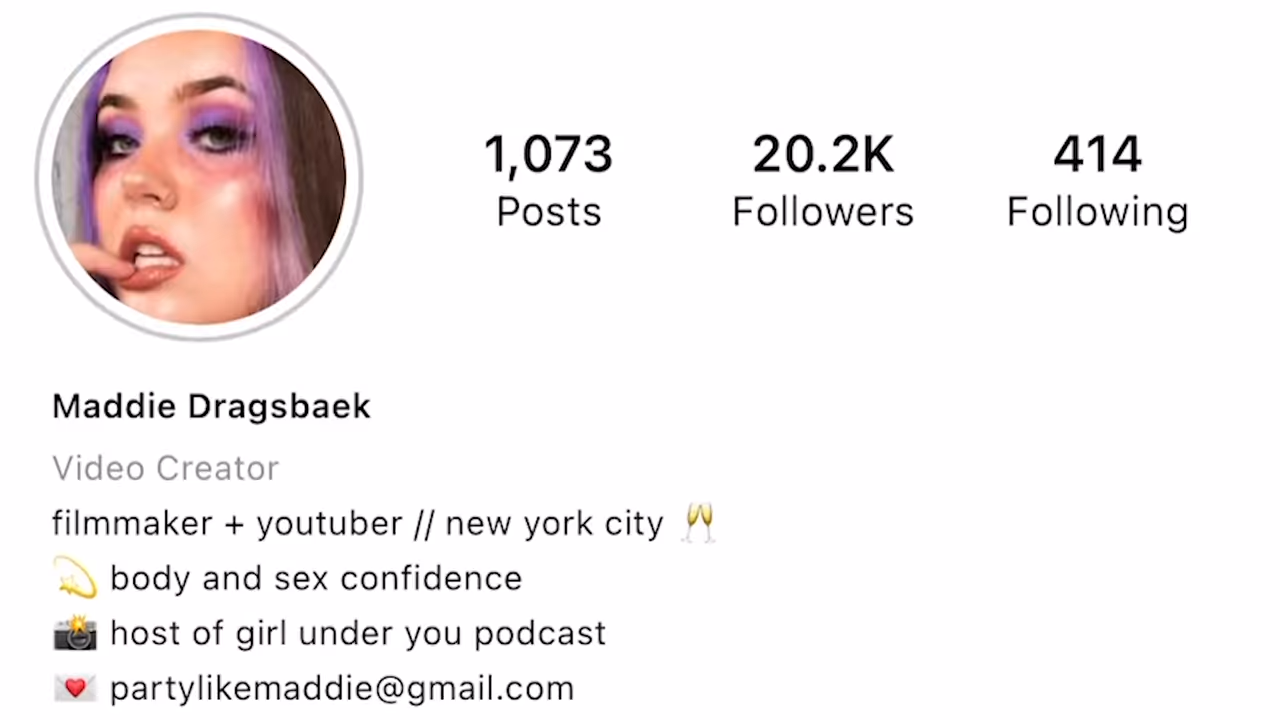 1,073 20.2K 414
Posts Followers Following
Maddie Dragsbaek
Video Creator
filmmaker + youtuber // new york city 🥂
💫 body and sex confidence
📸 host of girl under you podcast
💌 partylikemaddie@gmail.com